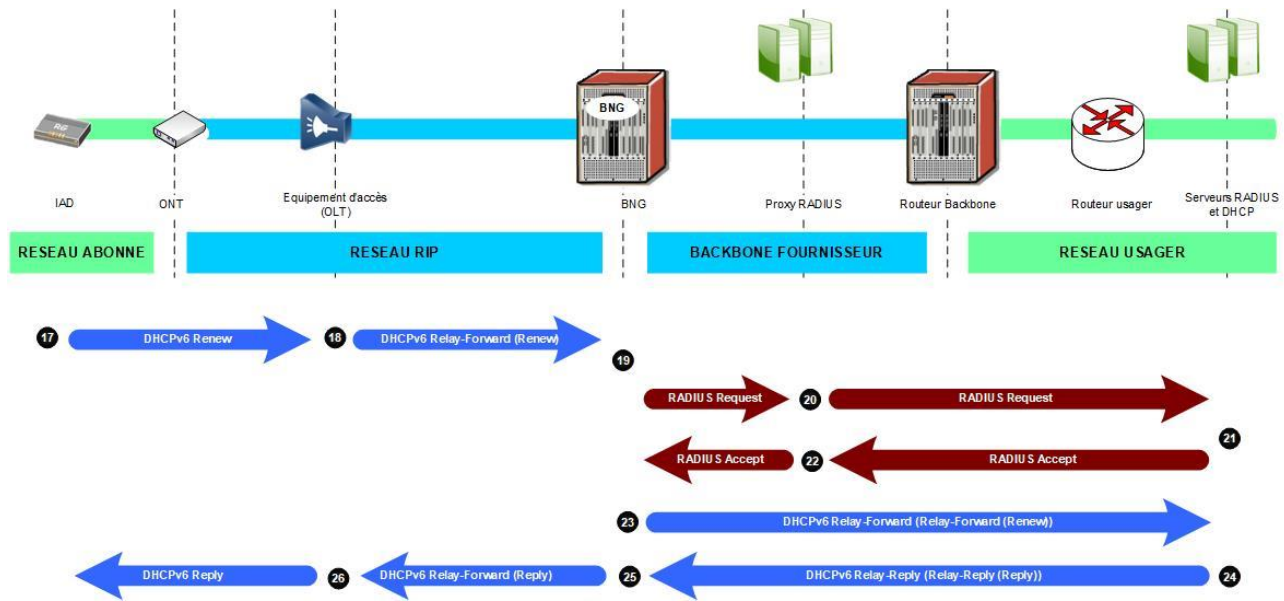 BNG
RG
IAD
ONT
Equipement d'accès
(OLT)
BNG
Proxy RADIUS
Routeur Backbone
Routeur usager
Serveurs RADIUS
et DHCP
RESEAU ABONNE
RESEAU RIP
BACKBONE FOURNISSEUR
RESEAU USAGER
17
DHCPv6 Renew
18
DHCPv6 Relay-Forward (Renew)
19
RADIUS Request
20
RADIUS Request
21
RADIUS Accept
22
RADIUS Accept
23
DHCPv6 Relay-Forward (Relay-Forward (Renew))
DHCPv6 Reply
26
DHCPv6 Relay-Forward (Reply)
25
DHCPv6 Relay-Reply (Relay-Reply (Reply))
24